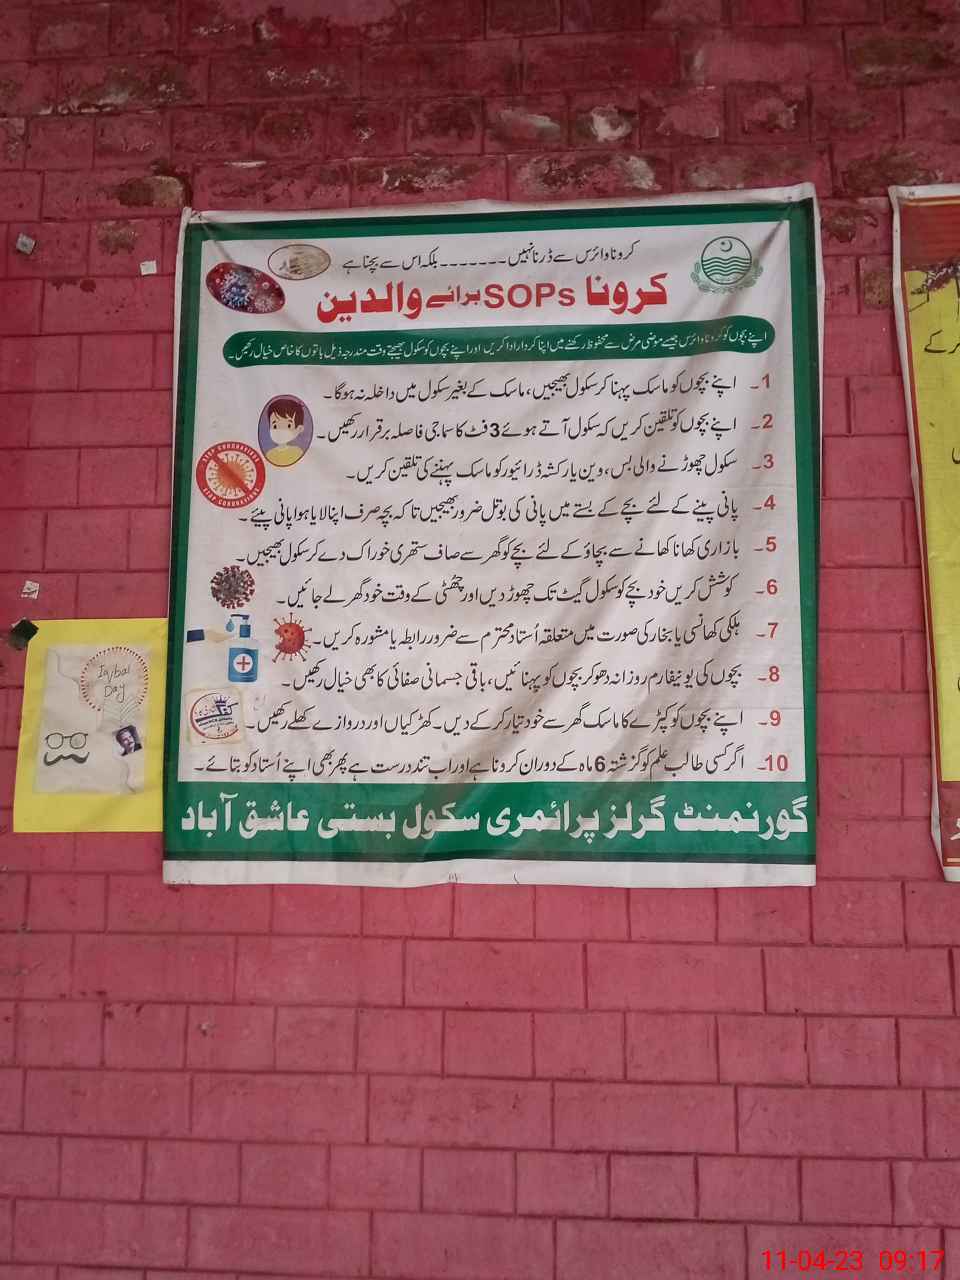 کرونا وائرس سے ڈرنا نہیں ۔۔۔۔۔۔۔ بلکہ اس سے بچنا ہے
کرونا SOPs برائے والدین
اپنے بچوں کو کرونا وائرس جیسے موذی مرض سے محفوظ رکھنے میں اپنا کردار ادا کریں اور اپنے بچوں کو سکول بھیجتے وقت مندرجہ ذیل باتوں کا خاص خیال رکھیں۔
1۔ اپنے بچوں کو ماسک پہنا کر سکول بھیجیں، ماسک کے بغیر سکول میں داخلہ نہ ہوگا۔
2۔ اپنے بچوں کو تلقین کریں کہ سکول آتے ہوئے 3 فٹ کا سماجی فاصلہ برقرار رکھیں۔
3۔ سکول چھوڑنے والی بس، وین یا رکشہ ڈرائیور کو ماسک پہننے کی تلقین کریں۔
4۔ پانی پینے کے لئے بچے کے بستے میں پانی کی بوتل ضرور بھیجیں تاکہ بچہ صرف اپنا لایا ہوا پانی پیئے۔
5۔ بازاری کھانا کھانے سے بچاؤ کے لئے بچے کو گھر سے صاف ستھری خوراک دے کر سکول بھیجیں۔
6۔ کوشش کریں خود بچے کو سکول گیٹ تک چھوڑ دیں اور چھٹی کے وقت خود گھر لے جائیں۔
7۔ ہلکی کھانسی یا بخار کی صورت میں متعلقہ اُستاد محترم سے ضرور رابطہ یا مشورہ کریں۔
8۔ بچوں کی یونیفارم روزانہ دھو کر بچوں کو پہنائیں، باقی جسمانی صفائی کا بھی خیال رکھیں۔
9۔ اپنے بچوں کو کپڑے کا ماسک گھر سے خود تیار کر کے دیں۔ کھڑکیاں اور دروازے کھلے رکھیں۔
10۔ اگر کسی طالب علم کو گزشتہ 6 ماہ کے دوران کرونا ہے اور اب تندرست ہے پھر بھی اپنے اُستاد کو بتائے۔
گورنمنٹ گرلز پرائمری سکول بستی عاشق آباد
STOP CORONAVIRUS
STOP CORONAVIRUS
Iqbal
Day
کے
11-04-23 09:17